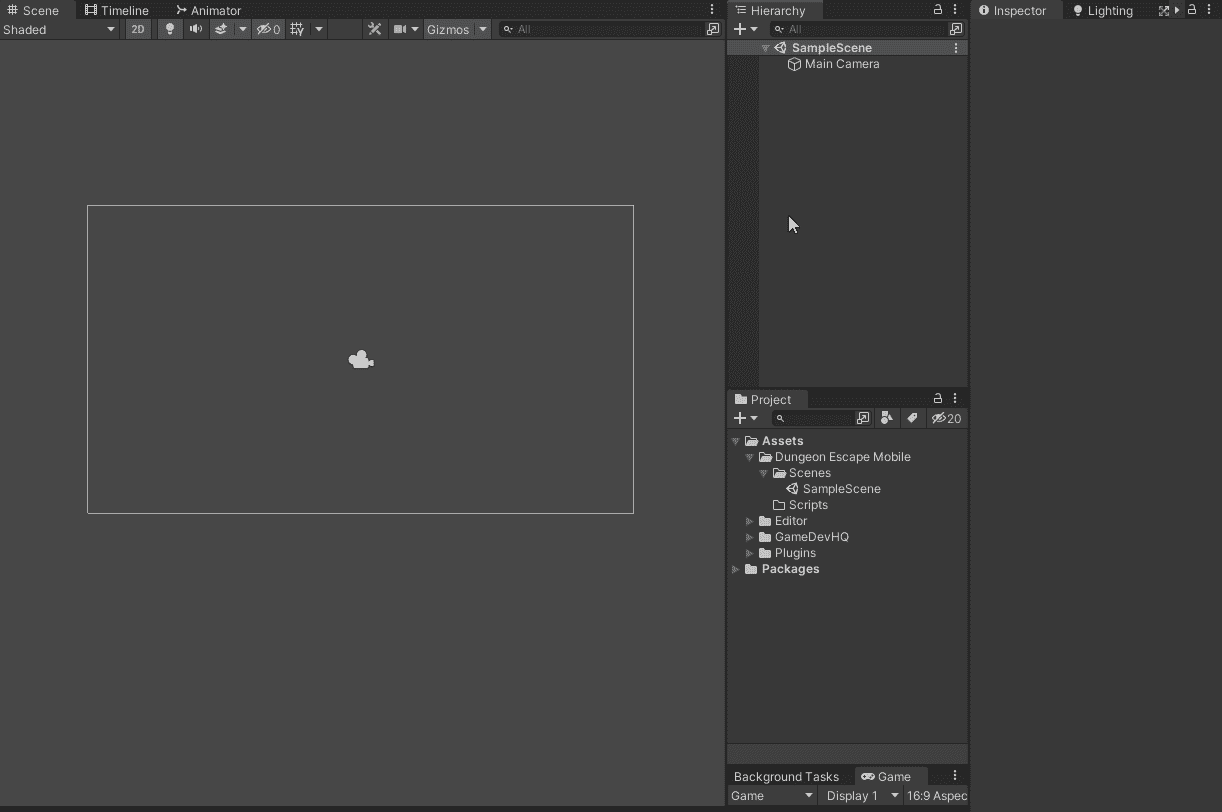 Scene Timeline Animator
Shaded 2D 0 Gizmos All
Hierarchy
All
SampleScene
Main Camera
Inspector Lighting
Project
20
Assets
Dungeon Escape Mobile
Scenes
SampleScene
Scripts
Editor
GameDevHQ
Plugins
Packages
Background Tasks Game
Game Display 1 16:9 Aspec